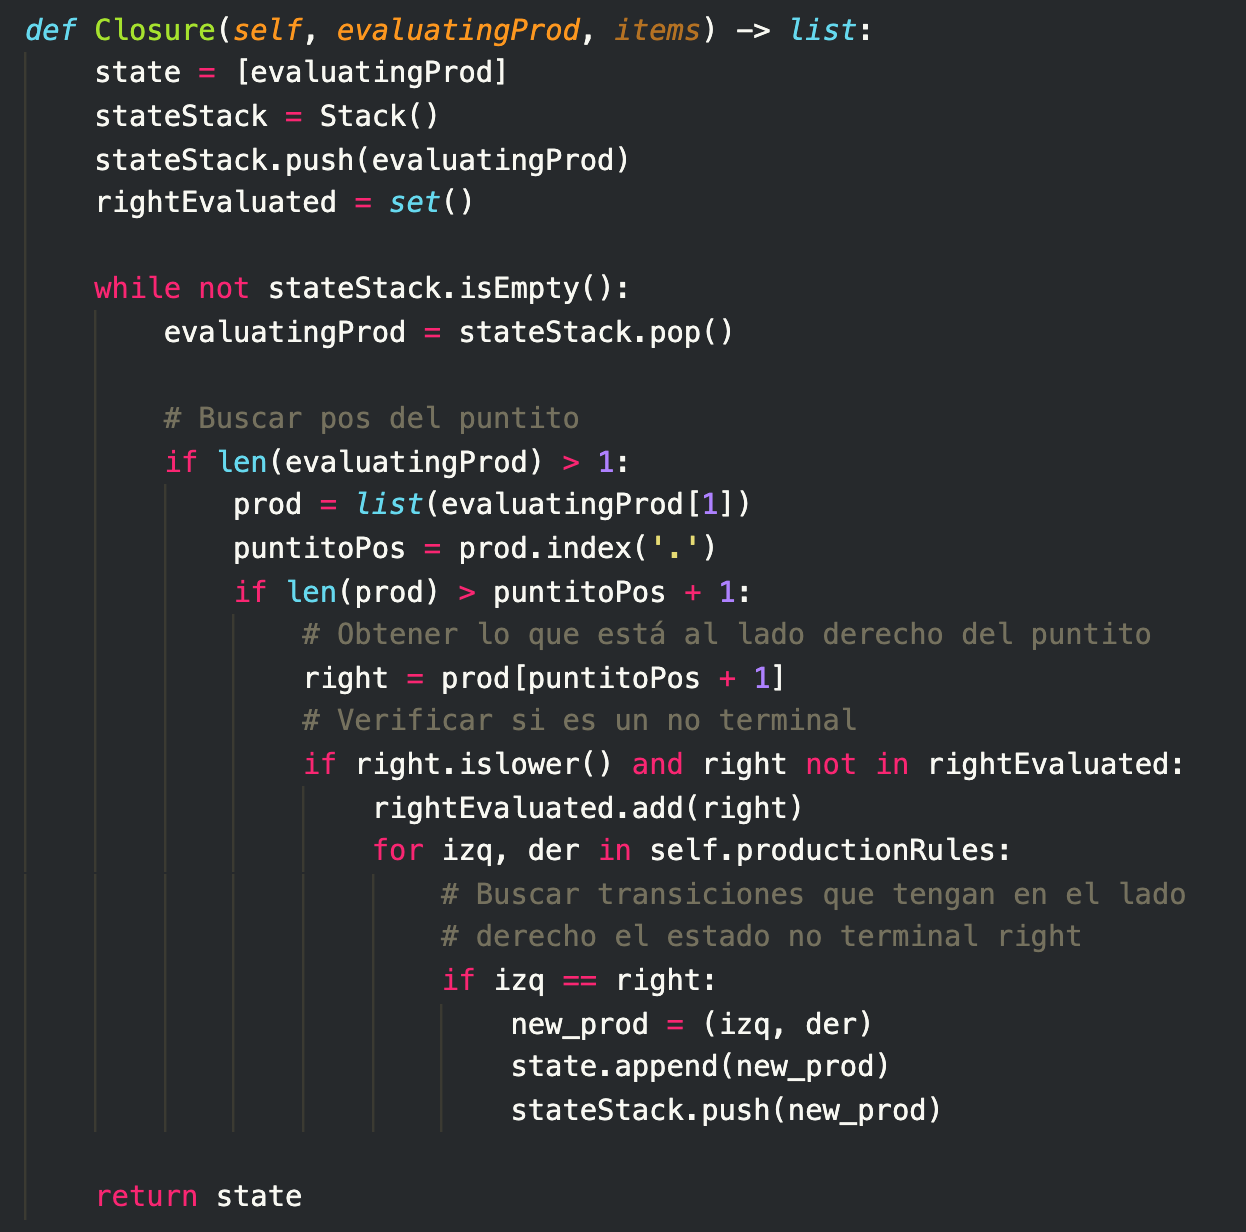 def Closure(self, evaluatingProd, items) -> list:
    state = [evaluatingProd]
    stateStack = Stack()
    stateStack.push(evaluatingProd)
    rightEvaluated = set()

    while not stateStack.isEmpty():
        evaluatingProd = stateStack.pop()

        # Buscar pos del puntito
        if len(evaluatingProd) > 1:
            prod = list(evaluatingProd[1])
            puntitoPos = prod.index('.')
            if len(prod) > puntitoPos + 1:
                # Obtener lo que está al lado derecho del puntito
                right = prod[puntitoPos + 1]
                # Verificar si es un no terminal
                if right.islower() and right not in rightEvaluated:
                    rightEvaluated.add(right)
                    for izq, der in self.productionRules:
                        # Buscar transiciones que tengan en el lado
                        # derecho el estado no terminal right
                        if izq == right:
                            new_prod = (izq, der)
                            state.append(new_prod)
                            stateStack.push(new_prod)

    return state